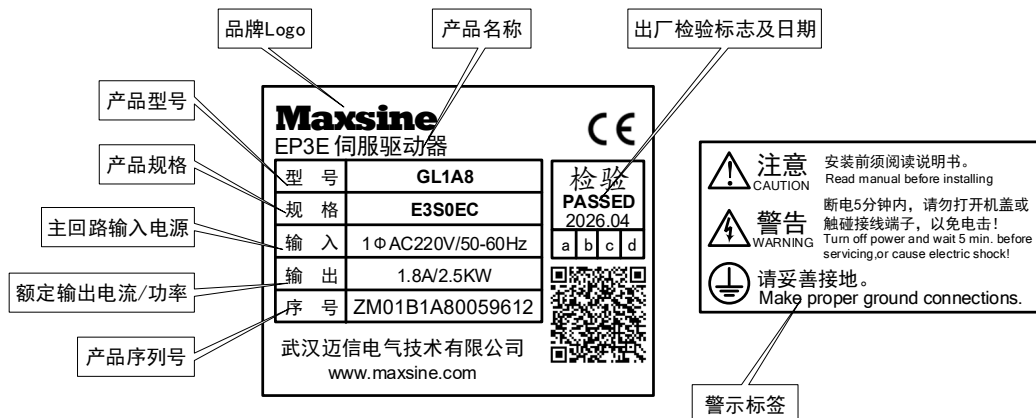 品牌Logo
产品名称
出厂检验标志及日期
产品型号
产品规格
主回路输入电源
额定输出电流/功率
产品序列号
Maxsine
CE
EP3E 伺服驱动器
型 号 GL1A8
规 格 E3S0EC
输 入 1ΦAC220V/50-60Hz
输 出 1.8A/2.5KW
序 号 ZM01B1A80059612
检验
PASSED
2026.04
a b c d
武汉迈信电气技术有限公司
www.maxsine.com
注意
CAUTION
安装前须阅读说明书。
Read manual before installing
警告
WARNING
断电5分钟内，请勿打开机盖或
触碰接线端子，以免电击！
Turn off power and wait 5 min. before
servicing,or cause electric shock!
请妥善接地。
Make proper ground connections.
警示标签